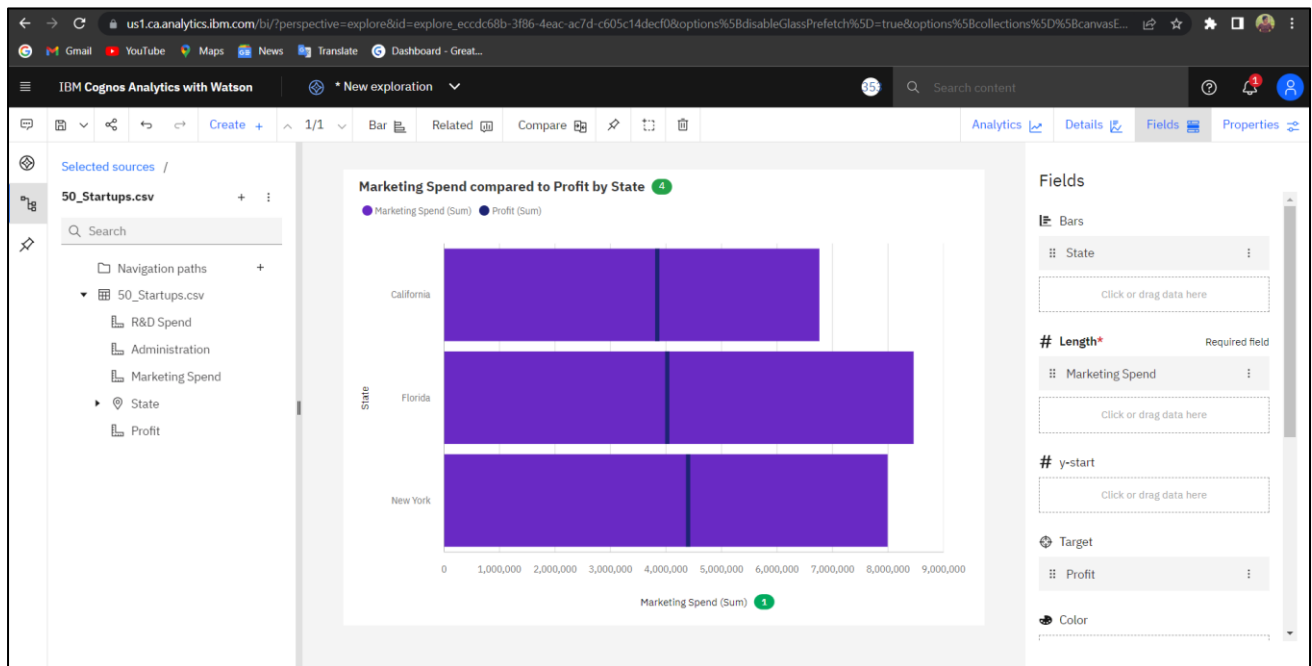 us1.ca.analytics.ibm.com/bi/?perspective=explore&id=explore_eccdc68b-3f86-4eac-ac7d-c605c14decf0&options%5BdisableGlassPrefetch%5D=true&options%5Bcollections%5D%5BcanvasE...
Gmail YouTube Maps News Translate Dashboard - Great...
IBM Cognos Analytics with Watson * New exploration 353 Search content 1
Create + 1/1 Bar Related Compare Analytics Details Fields Properties
Selected sources /
50_Startups.csv
Search
Navigation paths +
50_Startups.csv
R&D Spend
Administration
Marketing Spend
State
Profit
Marketing Spend compared to Profit by State 4
Marketing Spend (Sum) Profit (Sum)
California
Florida
New York
State
0 1,000,000 2,000,000 3,000,000 4,000,000 5,000,000 6,000,000 7,000,000 8,000,000 9,000,000
Marketing Spend (Sum) 1
Fields
Bars
State
Click or drag data here
# Length* Required field
Marketing Spend
Click or drag data here
# y-start
Click or drag data here
Target
Profit
Color